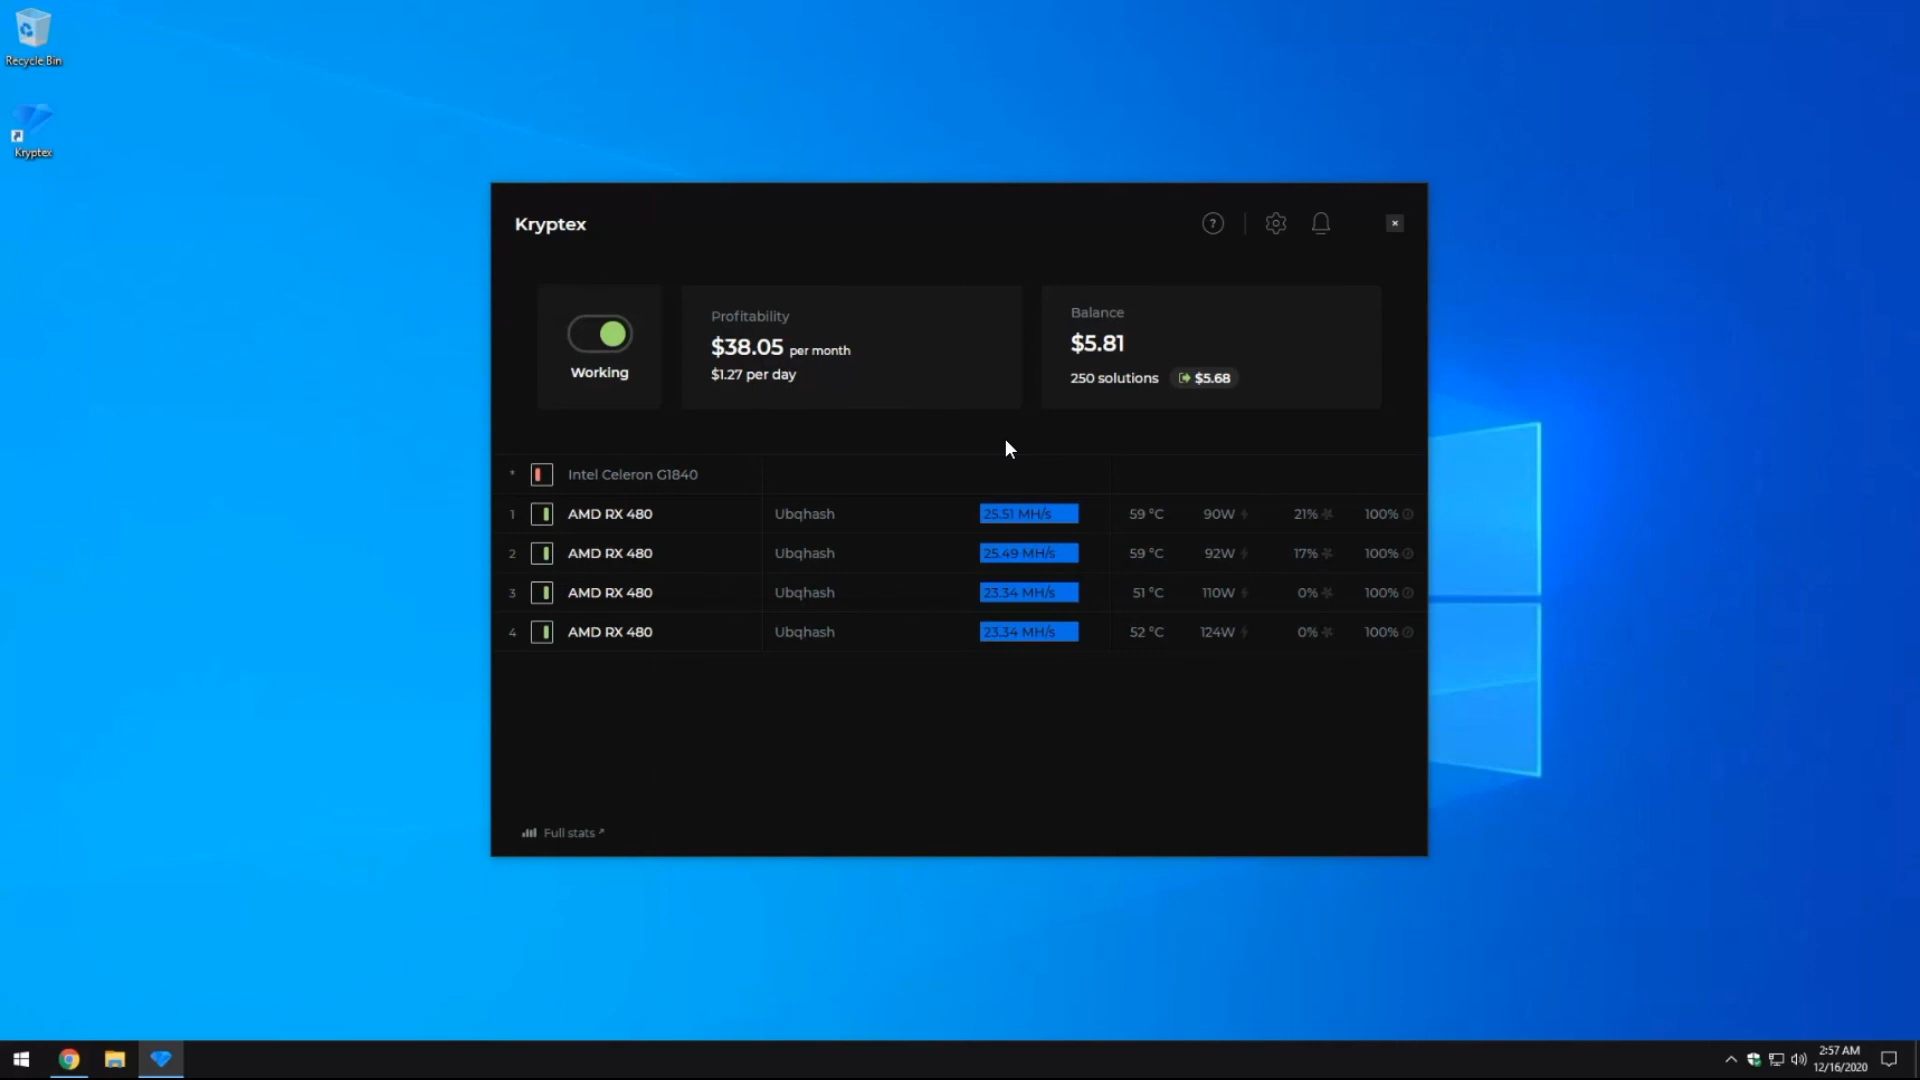 Recycle Bin
Kryptex
Kryptex
?
Working
Profitability
$38.05 per month
$1.27 per day
Balance
$5.81
250 solutions $5.68
* Intel Celeron G1840
1 AMD RX 480 Ubqhash 25.51 MH/s 59 °C 90W 21% 100%
2 AMD RX 480 Ubqhash 25.49 MH/s 59 °C 92W 17% 100%
3 AMD RX 480 Ubqhash 23.34 MH/s 51 °C 110W 0% 100%
4 AMD RX 480 Ubqhash 23.34 MH/s 52 °C 124W 0% 100%
Full stats
2:57 AM
12/16/2020